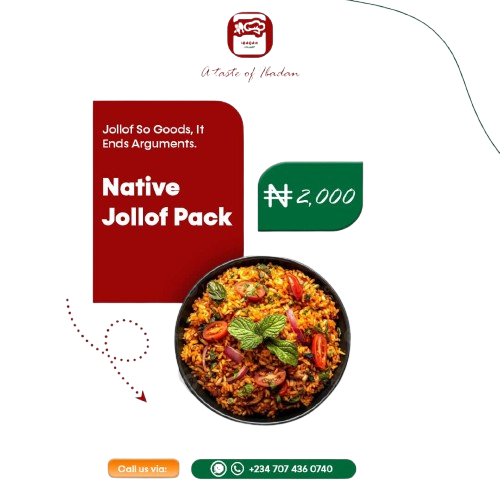 IBADAN
A taste of Ibadan
Jollof So Goods, It
Ends Arguments.
Native
Jollof Pack
₦ 2,000
Call us via:
+234 707 436 0740